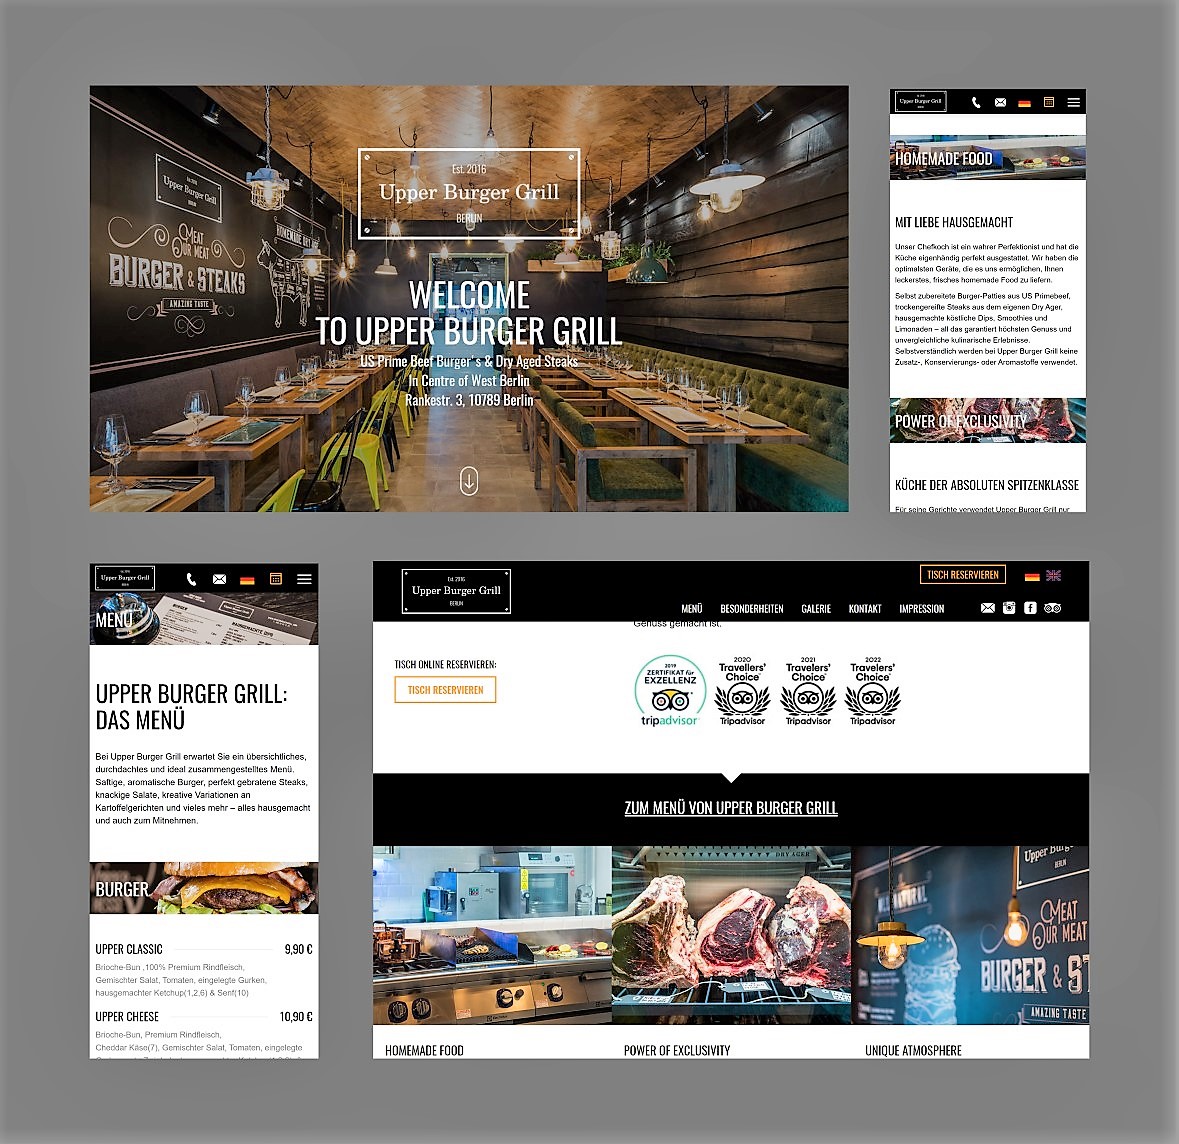 Est. 2016
Upper Burger Grill
BERLIN
Upper Burger Grill
MEAT
OUR MEAT
BURGER & STEAKS
AMAZING TASTE
HOMEMADE DRY
WELCOME
TO UPPER BURGER GRILL
US Prime Beef Burger´s & Dry Aged Steaks
In Centre of West Berlin
Rankestr. 3, 10789 Berlin
Upper Burger Grill
HOMEMADE FOOD
MIT LIEBE HAUSGEMACHT
Unser Chefkoch ist ein wahrer Perfektionist und hat die
Küche eigenhändig perfekt ausgestattet. Wir haben die
optimalsten Geräte, die es uns ermöglichen, Ihnen
leckerstes, frisches homemade Food zu liefern.
Selbst zubereitete Burger-Patties aus US Primebeef,
trockengereifte Steaks aus dem eigenen Dry Ager,
hausgemachte köstliche Dips, Smoothies und
Limonaden – all das garantiert höchsten Genuss und
unvergleichliche kulinarische Erlebnisse.
Selbstverständlich werden bei Upper Burger Grill keine
Zusatz-, Konservierungs- oder Aromastoffe verwendet.
POWER OF EXCLUSIVITY
KÜCHE DER ABSOLUTEN SPITZENKLASSE
Für seine Gerichte verwendet Upper Burger Grill nur
Upper Burger Grill
BERLIN
MENÜ
BURGER
HAUSGEMACHTE DIPS
UPPER BURGER GRILL:
DAS MENÜ
Bei Upper Burger Grill erwartet Sie ein übersichtliches,
durchdachtes und ideal zusammengestelltes Menü.
Saftige, aromatische Burger, perfekt gebratene Steaks,
knackige Salate, kreative Variationen an
Kartoffelgerichten und vieles mehr – alles hausgemacht
und auch zum Mitnehmen.
BURGER
UPPER CLASSIC 9,90 €
Brioche-Bun ,100% Premium Rindfleisch,
Gemischter Salat, Tomaten, eingelegte Gurken,
hausgemachter Ketchup(1,2,6) & Senf(10)
UPPER CHEESE 10,90 €
Brioche-Bun, Premium Rindfleisch,
Cheddar Käse(7), Gemischter Salat, Tomaten, eingelegte
Est. 2016
Upper Burger Grill
BERLIN
TISCH RESERVIEREN
MENÜ BESONDERHEITEN GALERIE KONTAKT IMPRESSION
Genuss gemacht ist.
TISCH ONLINE RESERVIEREN:
TISCH RESERVIEREN
2019
ZERTIFIKAT für
EXZELLENZ
tripadvisor
2020
Travellers'
Choice
Tripadvisor
2021
Travelers'
Choice
Tripadvisor
2022
Travelers'
Choice
Tripadvisor
ZUM MENÜ VON UPPER BURGER GRILL
DRY AGER
Upper Burg
BERLIN
MEAT
OUR MEAT
BURGER & ST
AMAZING TASTE
HOMEMADE FOOD
POWER OF EXCLUSIVITY
UNIQUE ATMOSPHERE